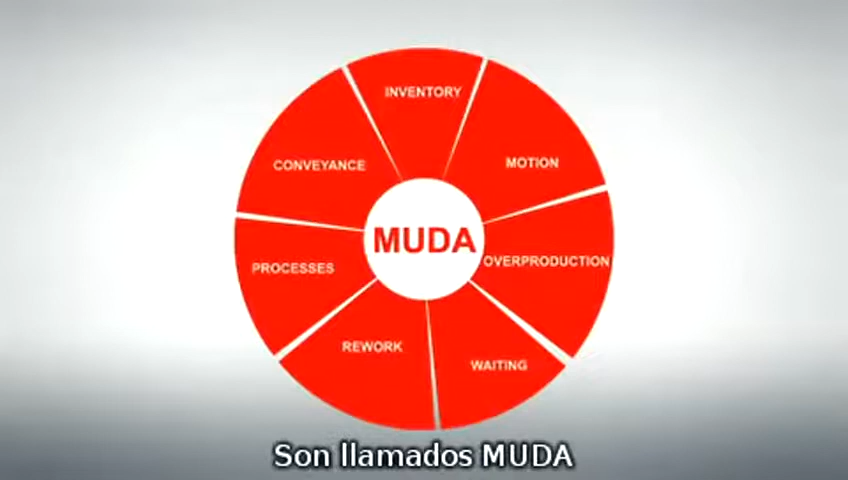 INVENTORY
MOTION
CONVEYANCE
MUDA
OVERPRODUCTION
PROCESSES
REWORK
WAITING
Son llamados MUDA